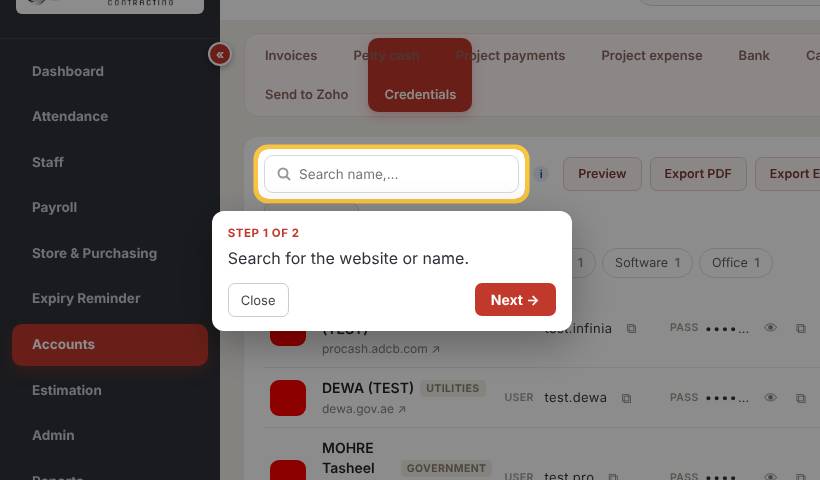 CONTRACTING
«
Dashboard
Attendance
Staff
Payroll
Store & Purchasing
Expiry Reminder
Accounts
Estimation
Admin
Reports
Invoices
Petty cash
Project payments
Project expense
Bank
Ca
Send to Zoho
Credentials
Search name,...
i
Preview
Export PDF
Export E
STEP 1 OF 2
Search for the website or name.
Close
Next →
1
Software 1
Office 1
(TEST)
procash.adcb.com ↗
test.infinia
PASS ••••...
DEWA (TEST) UTILITIES
dewa.gov.ae ↗
USER test.dewa
PASS ••••...
MOHRE
Tasheel
GOVERNMENT
USER test.pro
PASS ••••...